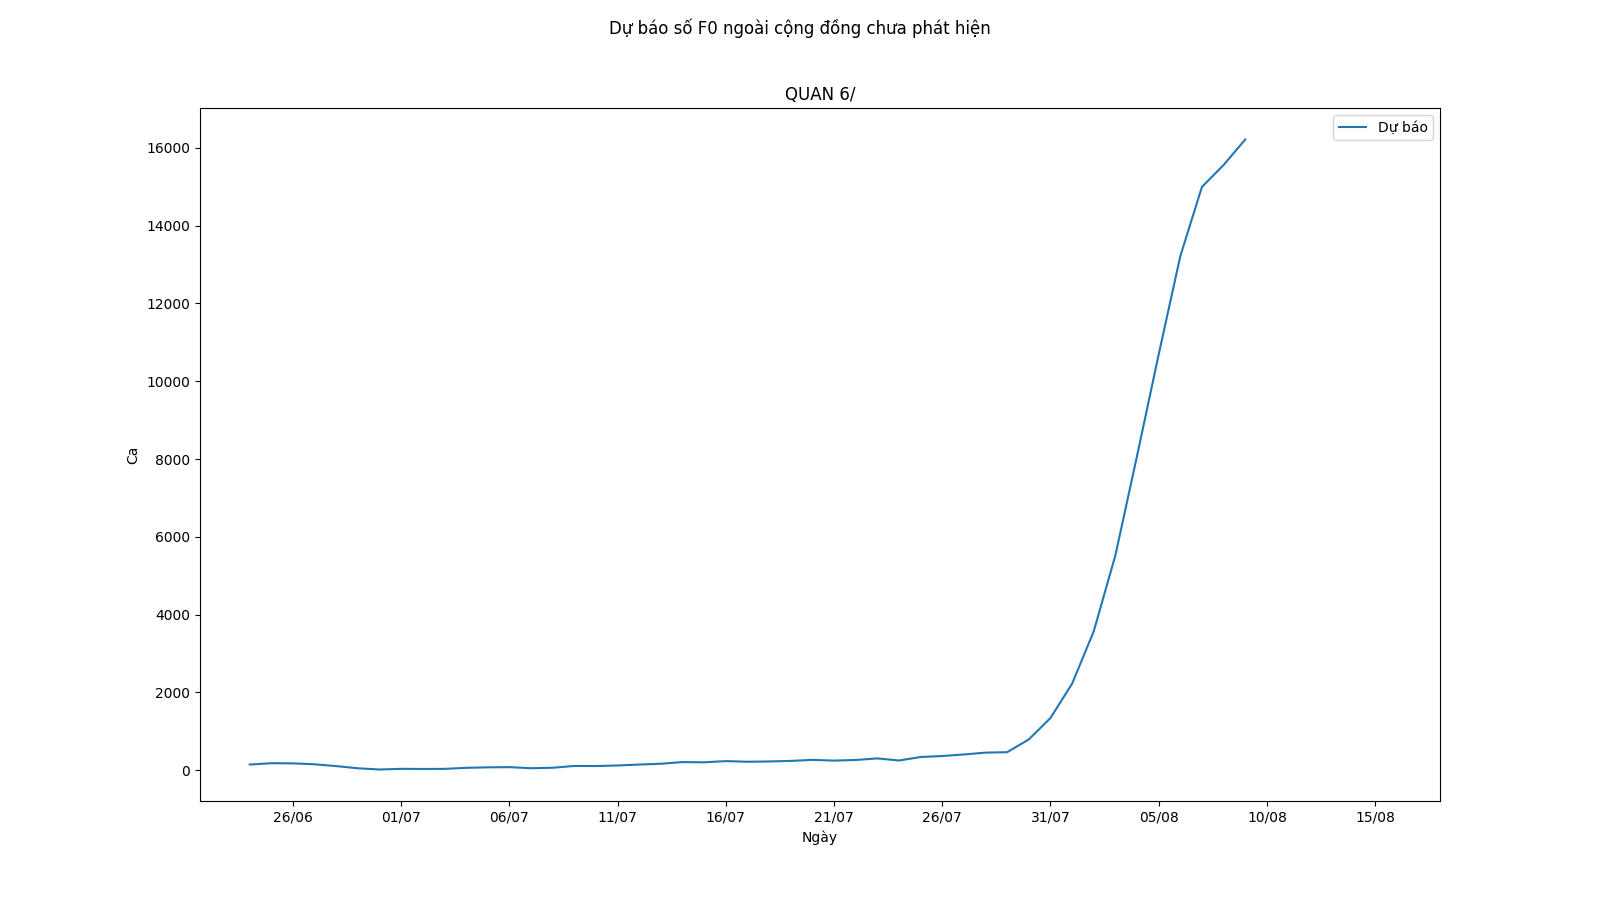 Dự báo số F0 ngoài cộng đồng chưa phát hiện
QUAN 6/
Dự báo
16000
14000
12000
10000
8000
6000
4000
2000
0
Ca
26/06 01/07 06/07 11/07 16/07 21/07 26/07 31/07 05/08 10/08 15/08
Ngày